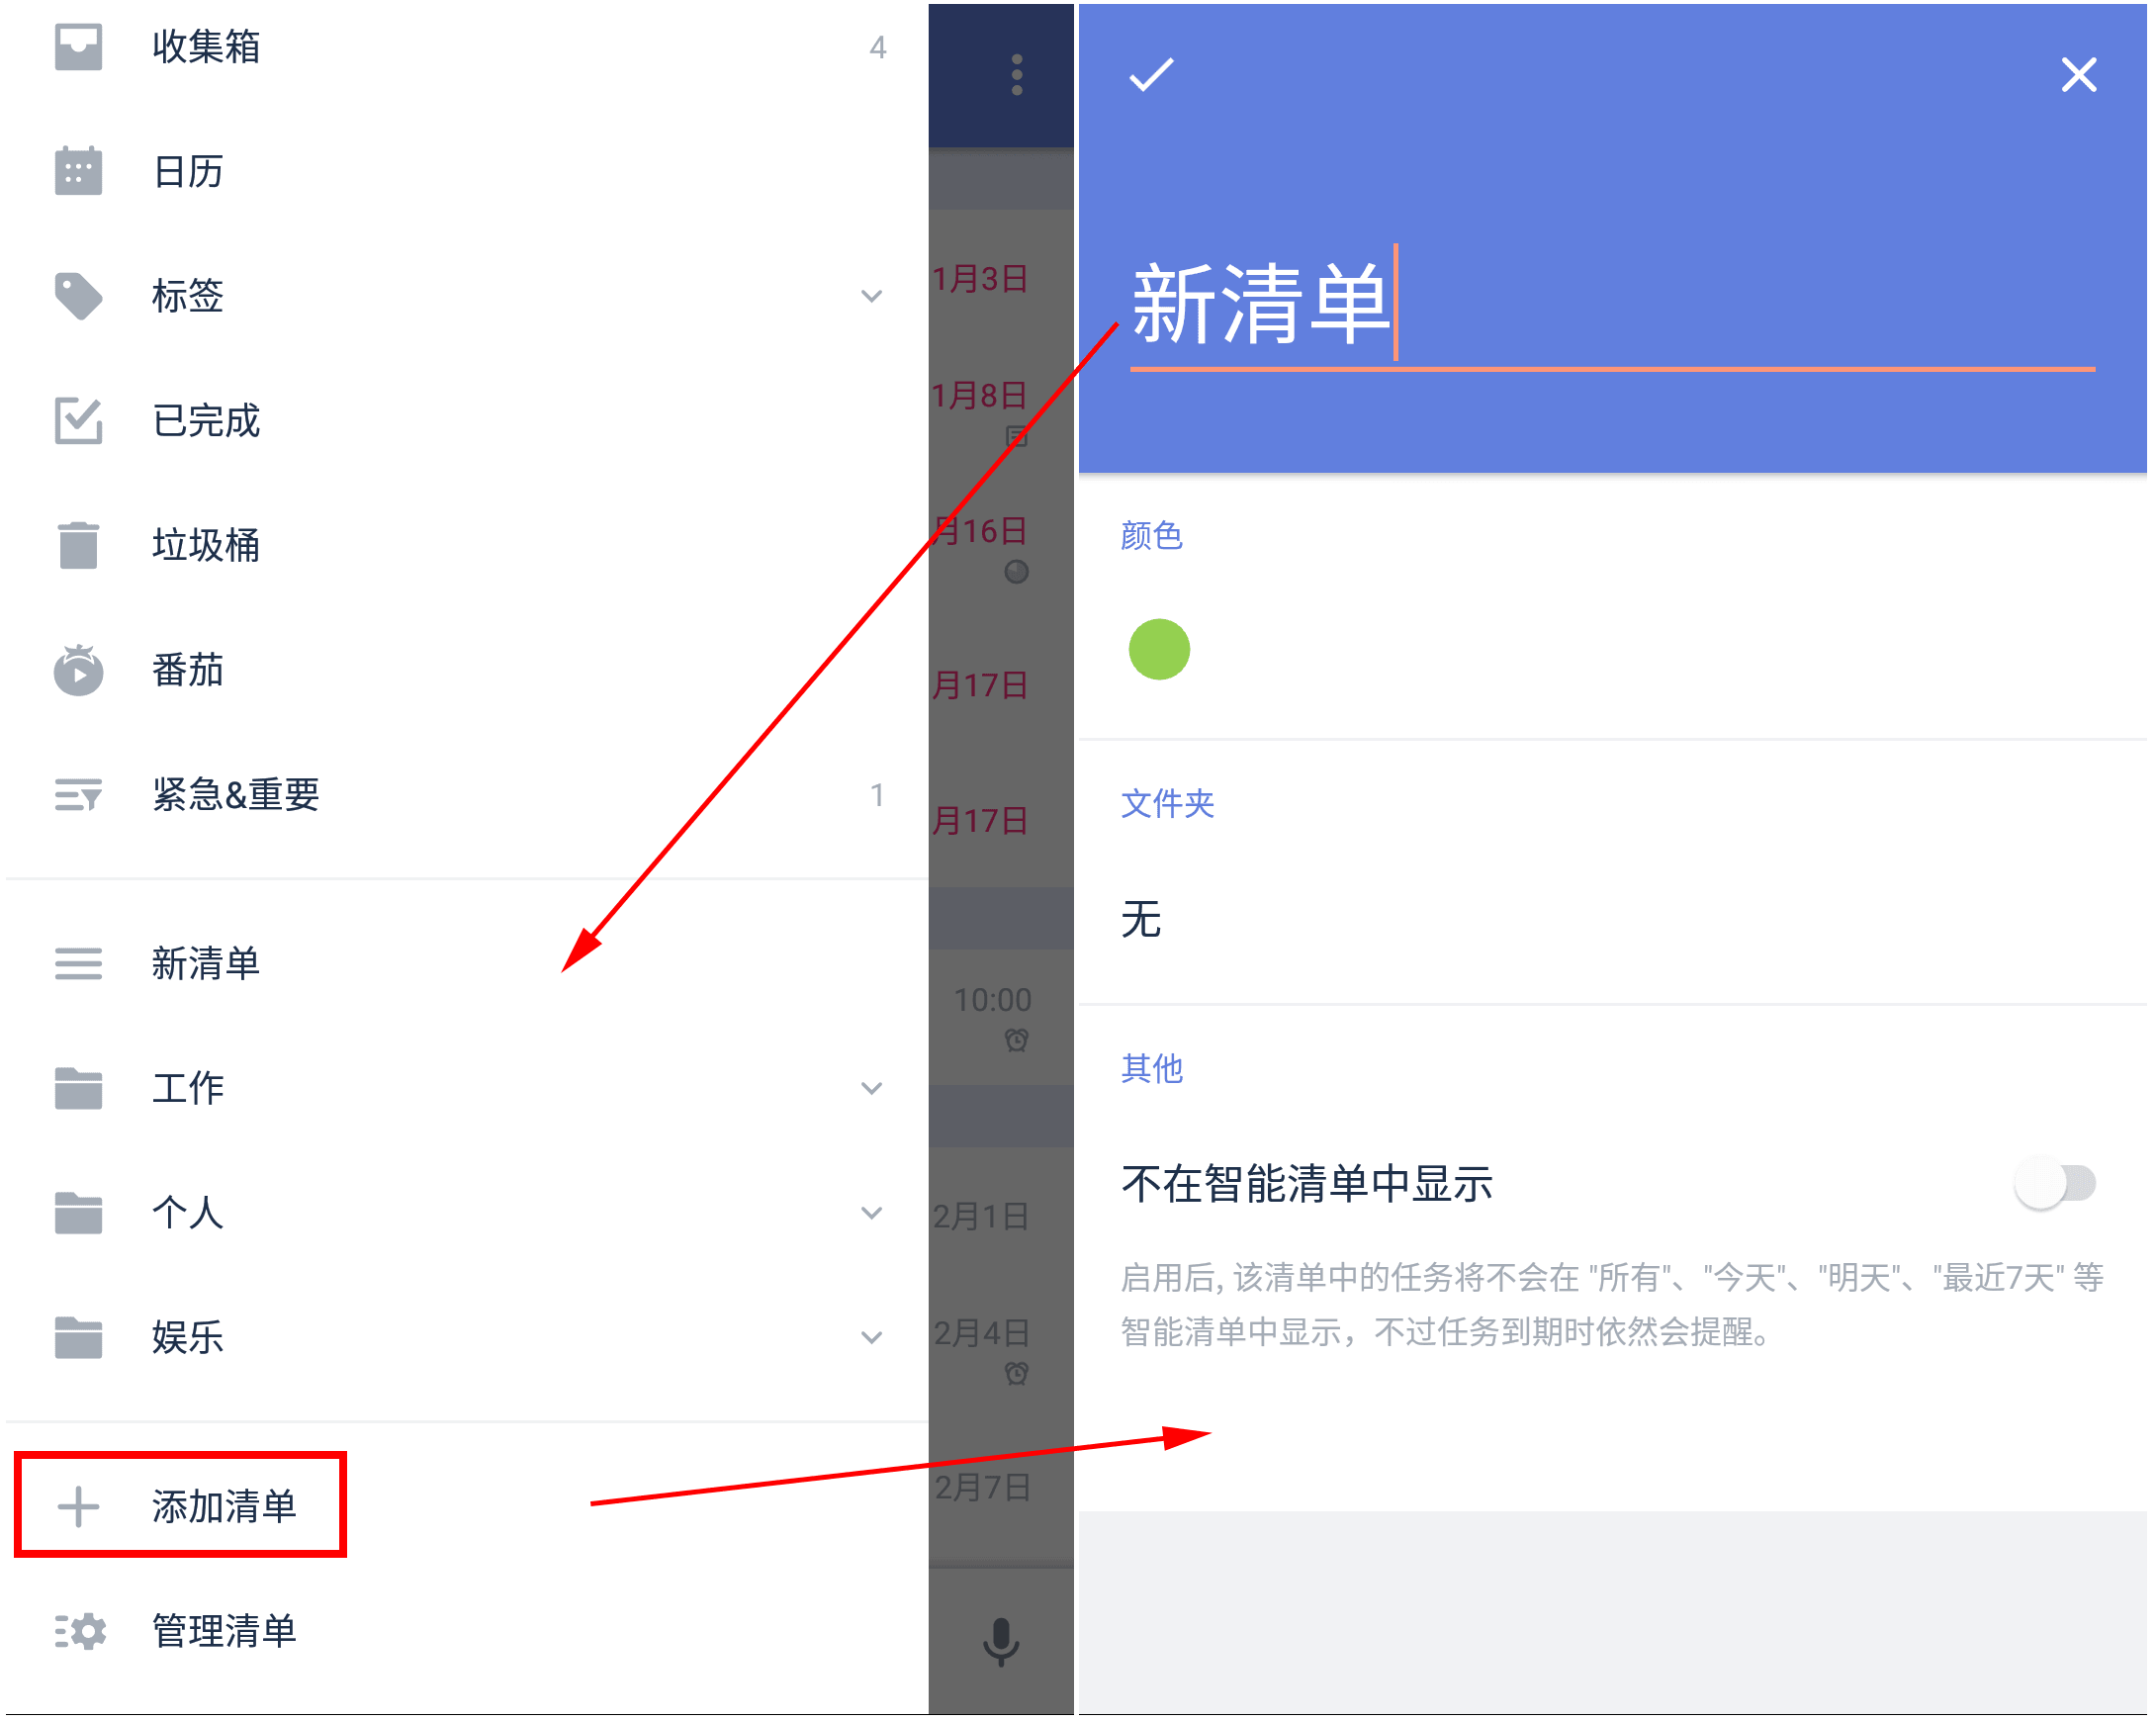 收集箱 4
日历
标签
已完成
垃圾桶
番茄
紧急&重要 1
新清单
工作
个人
娱乐
添加清单
管理清单
1月3日
1月8日
月16日
月17日
月17日
10:00
2月1日
2月4日
2月7日
新清单
颜色
文件夹
无
其他
不在智能清单中显示
启用后, 该清单中的任务将不会在 "所有"、"今天"、"明天"、"最近7天" 等
智能清单中显示，不过任务到期时依然会提醒。